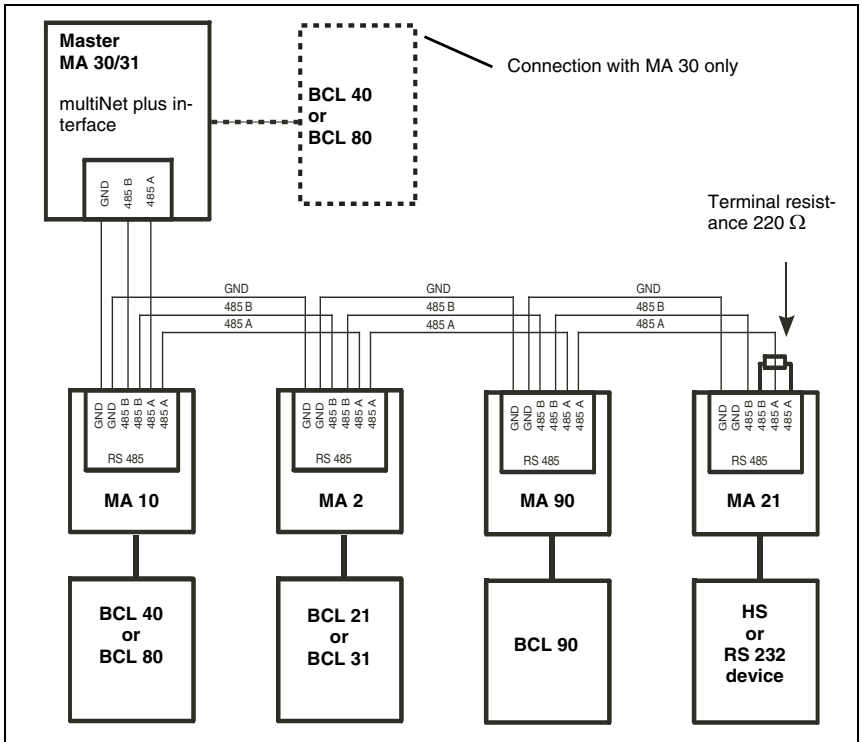 Master
MA 30/31
multiNet plus in-
terface
GND
485 B
485 A
BCL 40
or
BCL 80
Connection with MA 30 only
Terminal resist-
ance 220 Ω
GND
485 B
485 A
GND
485 B
485 A
GND
485 B
485 A
GND
GND
485 B
485 B
485 A
485 A
RS 485
MA 10
GND
GND
485 B
485 B
485 A
485 A
RS 485
MA 2
GND
GND
485 B
485 B
485 A
485 A
RS 485
MA 90
GND
GND
485 B
485 B
485 A
485 A
RS 485
MA 21
BCL 40
or
BCL 80
BCL 21
or
BCL 31
BCL 90
HS
or
RS 232
device